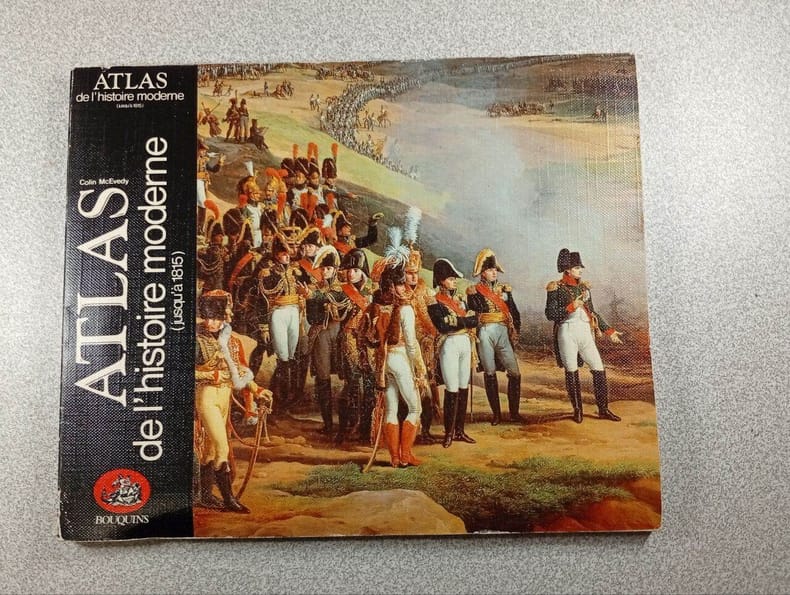 ATLAS
de l'histoire moderne
(jusqu'à 1815)
Colin McEvedy
ATLAS
de l'histoire moderne
(jusqu'à 1815)
BOUQUINS